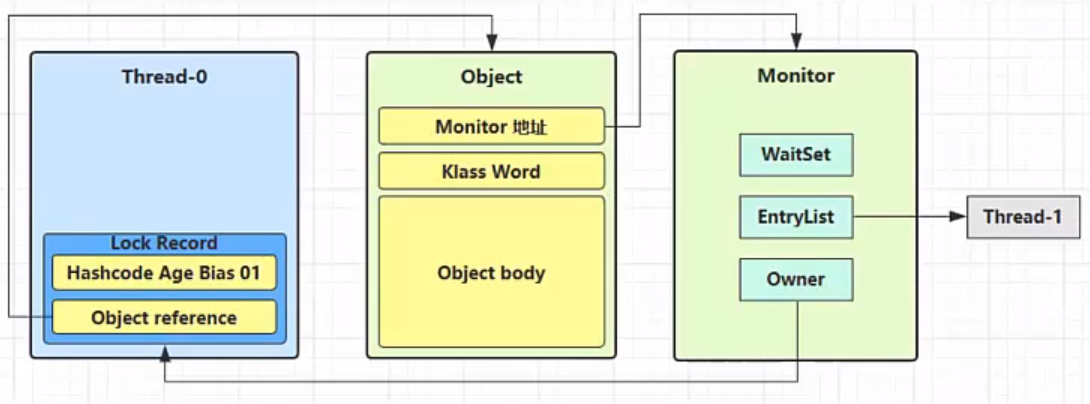 Thread-0
Lock Record
Hashcode Age Bias 01
Object reference
Object
Monitor 地址
Klass Word
Object body
Monitor
WaitSet
EntryList
Owner
Thread-1